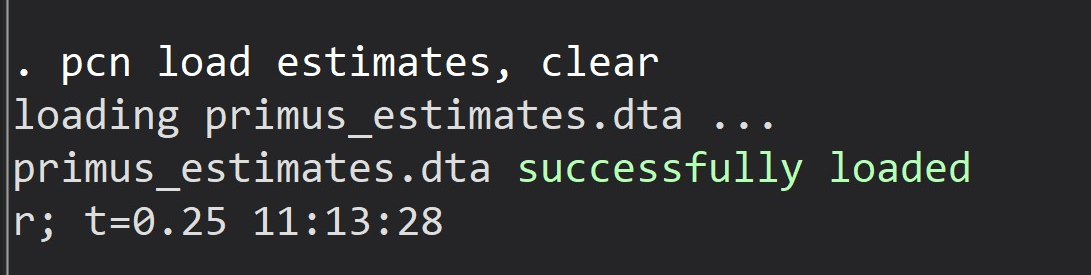 . pcn load estimates, clear
loading primus_estimates.dta ...
primus_estimates.dta successfully loaded
r; t=0.25 11:13:28